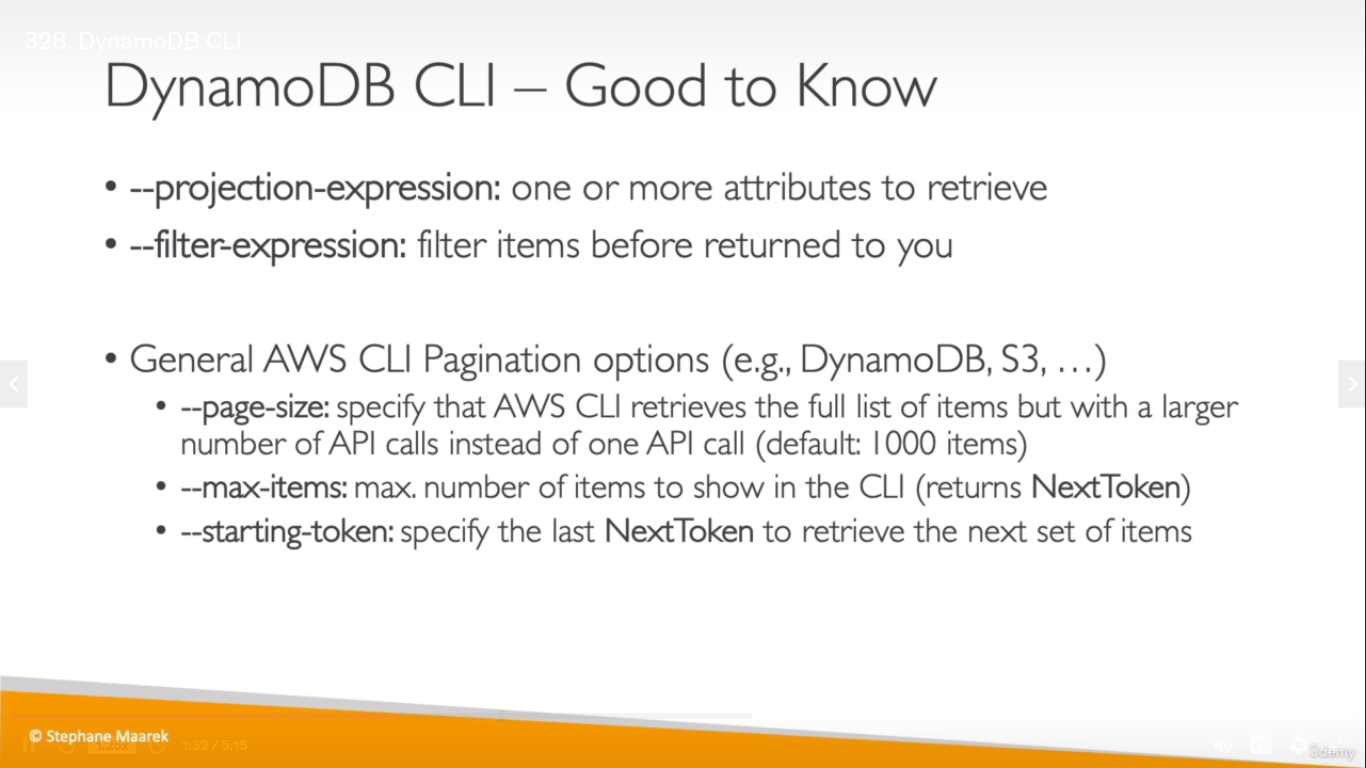 328. DynamoDB CLI
DynamoDB CLI – Good to Know
• --projection-expression: one or more attributes to retrieve
• --filter-expression: filter items before returned to you
• General AWS CLI Pagination options (e.g., DynamoDB, S3, …)
• --page-size: specify that AWS CLI retrieves the full list of items but with a larger
number of API calls instead of one API call (default: 1000 items)
• --max-items: max. number of items to show in the CLI (returns NextToken)
• --starting-token: specify the last NextToken to retrieve the next set of items
© Stephane Maarek
1.25x
1:32 / 5:15
ûdemy